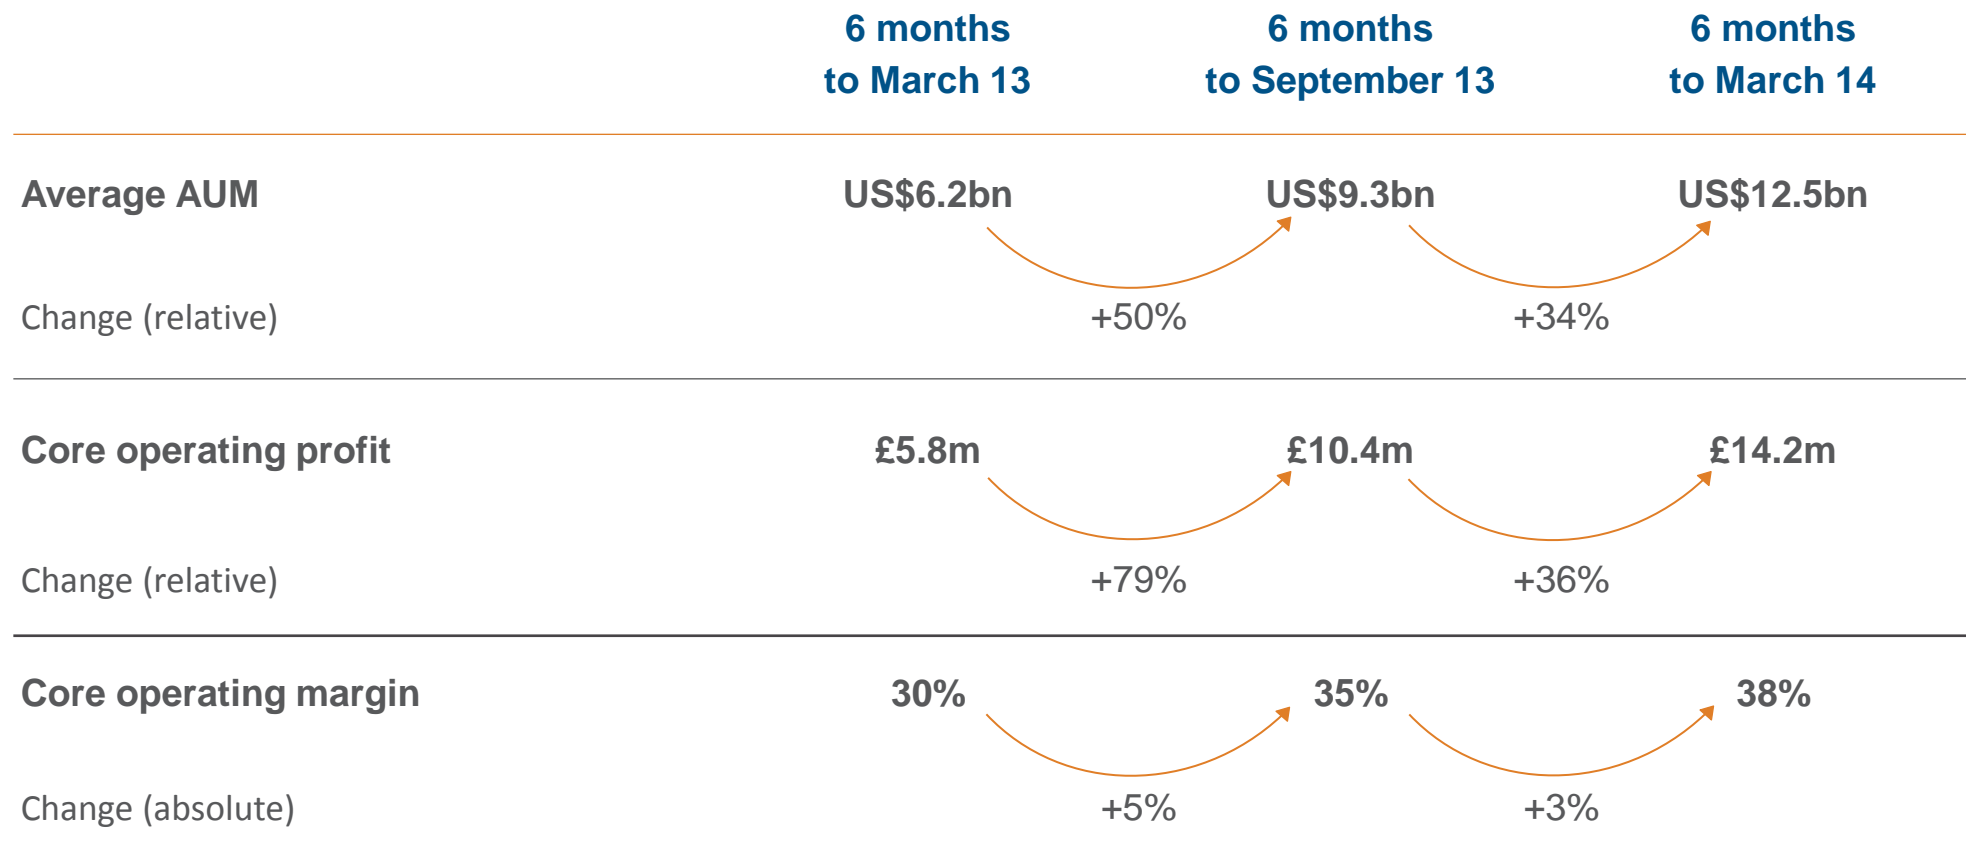 6 months 6 months 6 months
to March 13 to September 13 to March 14
Average AUM US$6.2bn US$9.3bn US$12.5bn
Change (relative) +50% +34%
Core operating profit £5.8m £10.4m £14.2m
Change (relative) +79% +36%
Core operating margin 30% 35% 38%
Change (absolute) +5% +3%